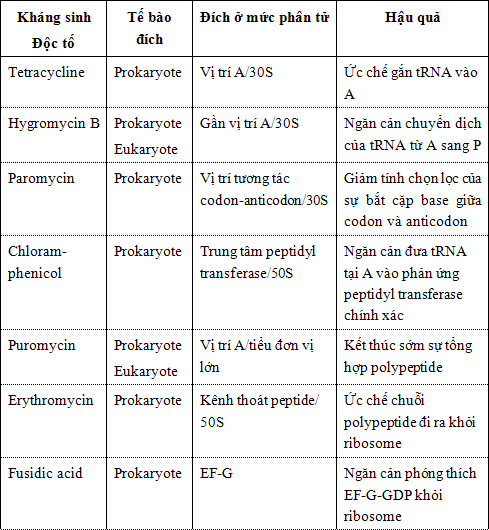 Kháng sinh
Độc tố
Tế bào
đích
Đích ở mức phân tử
Hậu quả
Tetracycline
Prokaryote
Vị trí A/30S
Ức chế gắn tRNA vào
A
Hygromycin B
Prokaryote
Eukaryote
Gần vị trí A/30S
Ngăn cản chuyển dịch
của tRNA từ A sang P
Paromycin
Prokaryote
Vị trí tương tác
codon-anticodon/30S
Giảm tính chọn lọc của
sự bắt cặp base giữa
codon và anticodon
Chloram-
phenicol
Prokaryote
Trung tâm peptidyl
transferase/50S
Ngăn cản đưa tRNA
tại A vào phản ứng
peptidyl transferase
chính xác
Puromycin
Prokaryote
Eukaryote
Vị trí A/tiểu đơn vị
lớn
Kết thúc sớm sự tổng
hợp polypeptide
Erythromycin
Prokaryote
Kênh thoát peptide/
50S
Ức chế chuỗi
polypeptide đi ra khỏi
ribosome
Fusidic acid
Prokaryote
EF-G
Ngăn cản phóng thích
EF-G-GDP khỏi
ribosome